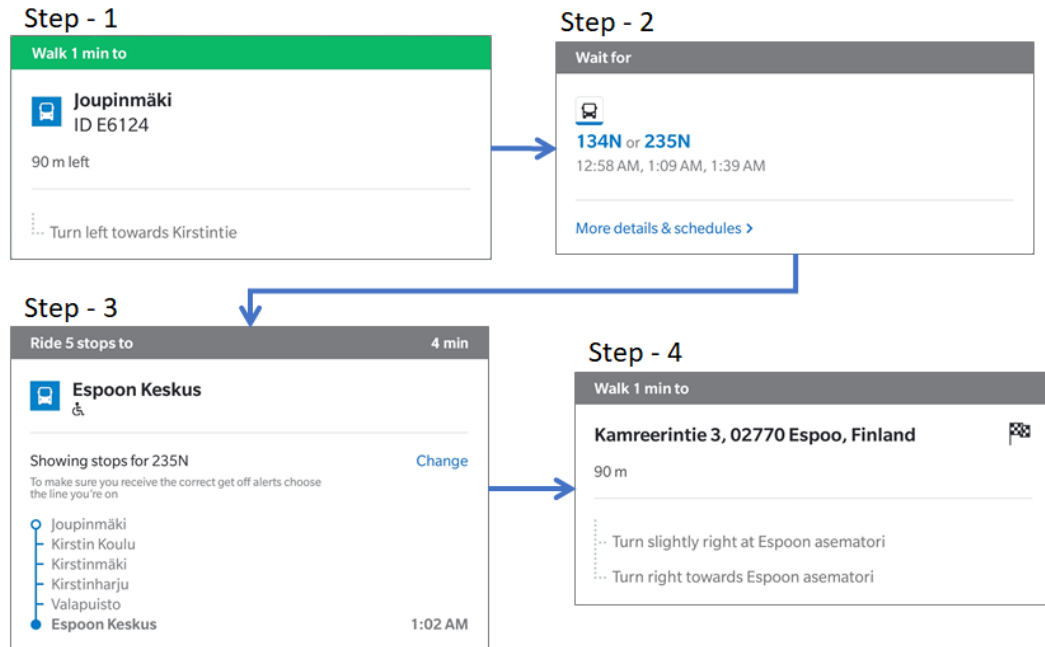 Step - 1
Walk 1 min to
Joupinmäki
ID E6124
90 m left
Turn left towards Kirstintie
Step - 2
Wait for
134N or 235N
12:58 AM, 1:09 AM, 1:39 AM
More details & schedules >
Step - 3
Ride 5 stops to 4 min
Espoon Keskus
Showing stops for 235N Change
To make sure you receive the correct get off alerts choose
the line you're on
Joupinmäki
Kirstin Koulu
Kirstinmäki
Kirstinharju
Valapuisto
Espoon Keskus 1:02 AM
Step - 4
Walk 1 min to
Kamreerintie 3, 02770 Espoo, Finland
90 m
Turn slightly right at Espoon asematori
Turn right towards Espoon asematori